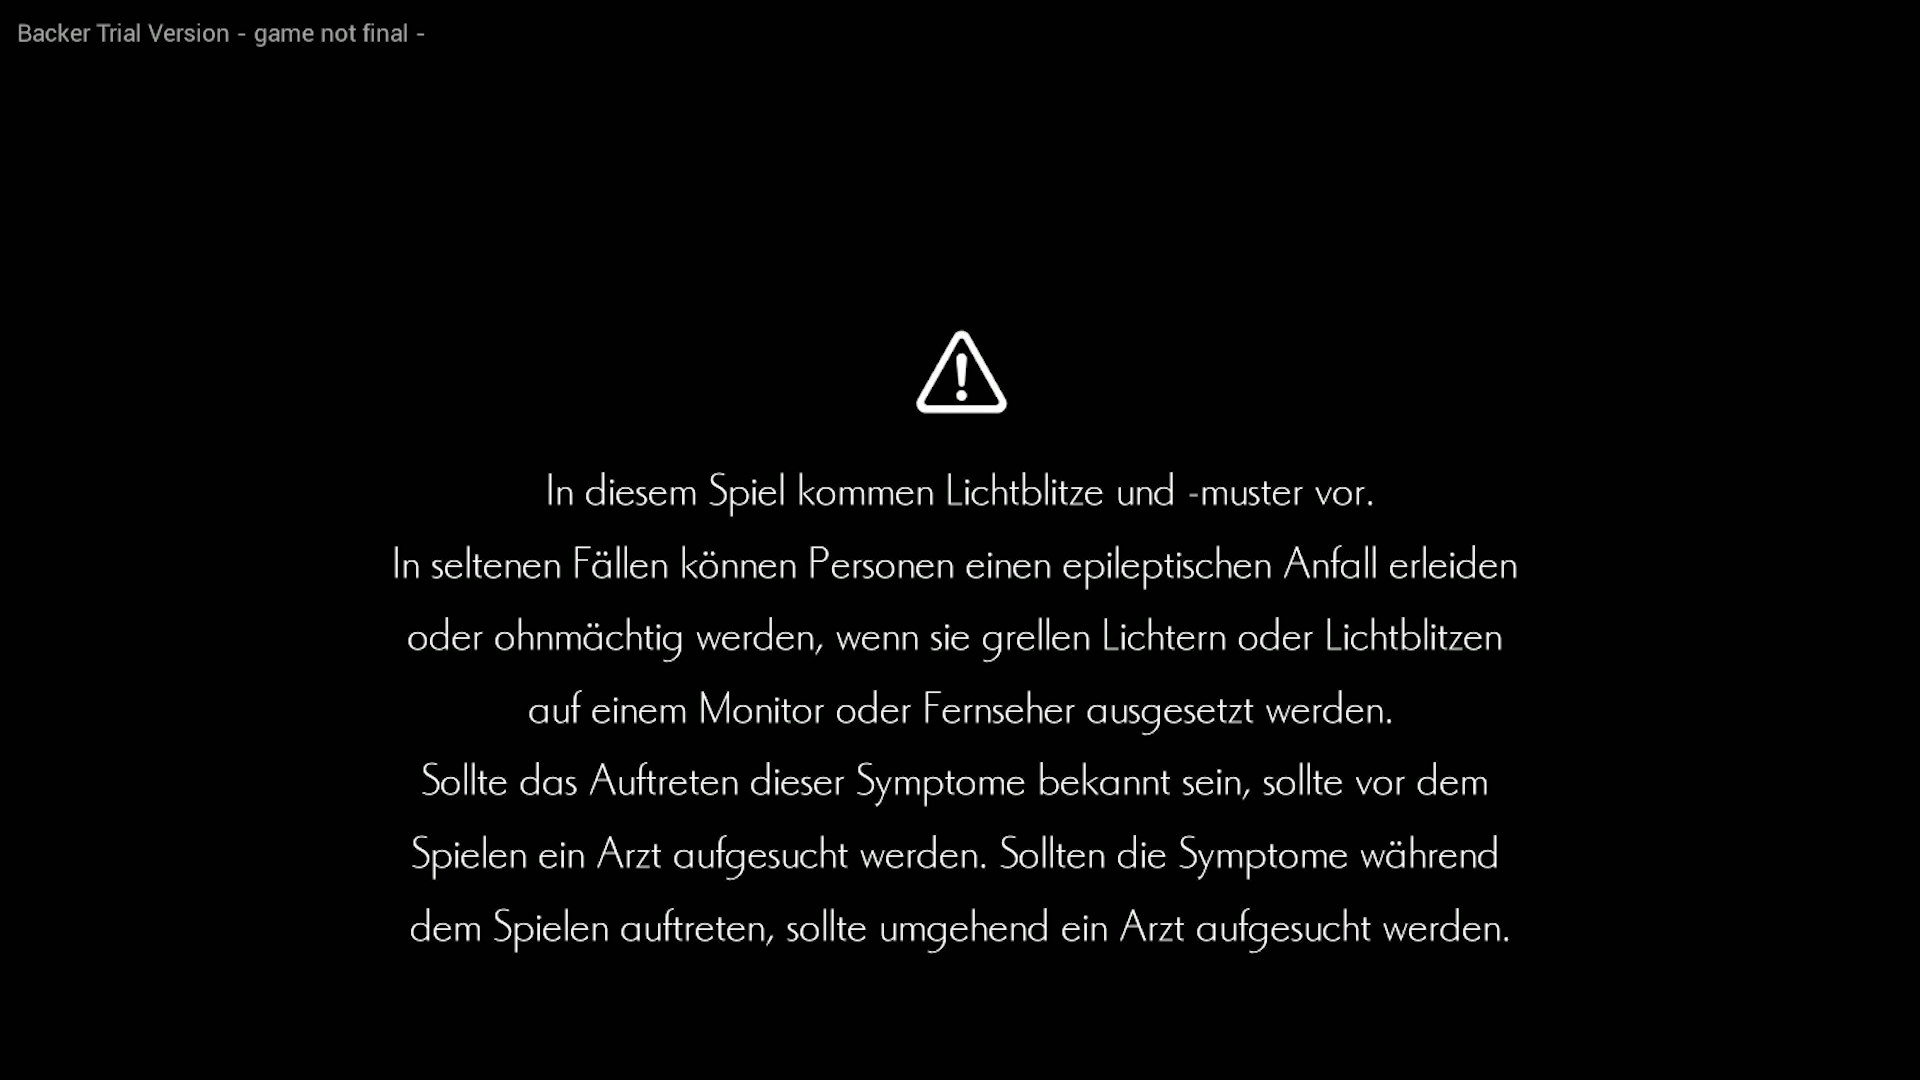 Backer Trial Version - game not final -
In diesem Spiel kommen Lichtblitze und -muster vor.
In seltenen Fällen können Personen einen epileptischen Anfall erleiden
oder ohnmächtig werden, wenn sie grellen Lichtern oder Lichtblitzen
auf einem Monitor oder Fernseher ausgesetzt werden.
Sollte das Auftreten dieser Symptome bekannt sein, sollte vor dem
Spielen ein Arzt aufgesucht werden. Sollten die Symptome während
dem Spielen auftreten, sollte umgehend ein Arzt aufgesucht werden.